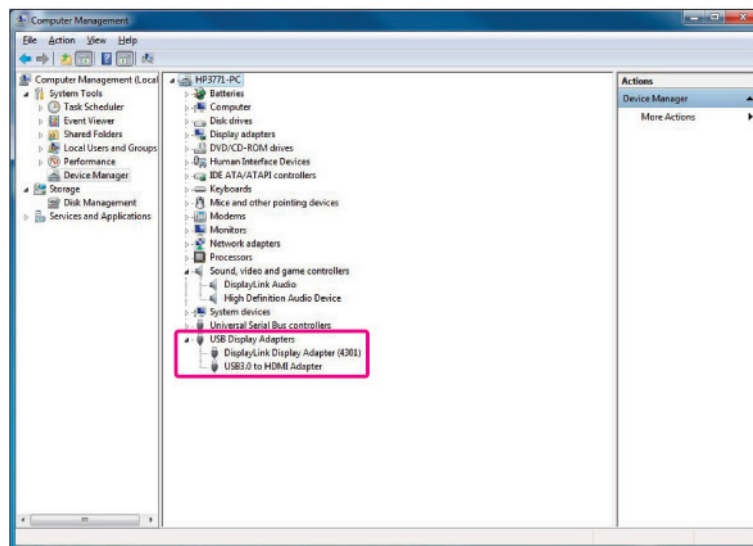 Computer Management
File Action View Help
Computer Management (Local
System Tools
Task Scheduler
Event Viewer
Shared Folders
Local Users and Groups
Performance
Device Manager
Storage
Disk Management
Services and Applications
HP3771-PC
Batteries
Computer
Disk drives
Display adapters
DVD/CD-ROM drives
Human Interface Devices
IDE ATA/ATAPI controllers
Keyboards
Mice and other pointing devices
Modems
Monitors
Network adapters
Processors
Sound, video and game controllers
DisplayLink Audio
High Definition Audio Device
System devices
Universal Serial Bus controllers
USB Display Adapters
DisplayLink Display Adapter (4301)
USB3.0 to HDMI Adapter
Actions
Device Manager
More Actions